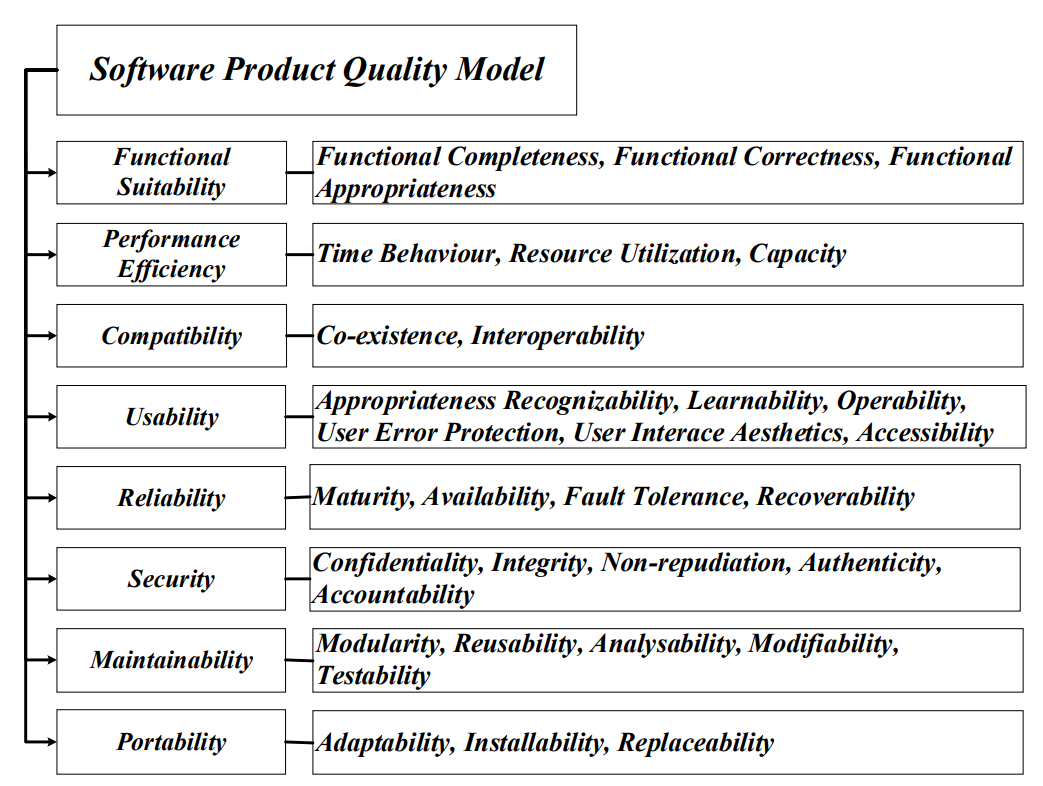 Software Product Quality Model
Functional
Suitability
Functional Completeness, Functional Correctness, Functional
Appropriateness
Performance
Efficiency
Time Behaviour, Resource Utilization, Capacity
Compatibility
Co-existence, Interoperability
Usability
Appropriateness Recognizability, Learnability, Operability,
User Error Protection, User Interace Aesthetics, Accessibility
Reliability
Maturity, Availability, Fault Tolerance, Recoverability
Security
Confidentiality, Integrity, Non-repudiation, Authenticity,
Accountability
Maintainability
Modularity, Reusability, Analysability, Modifiability,
Testability
Portability
Adaptability, Installability, Replaceability